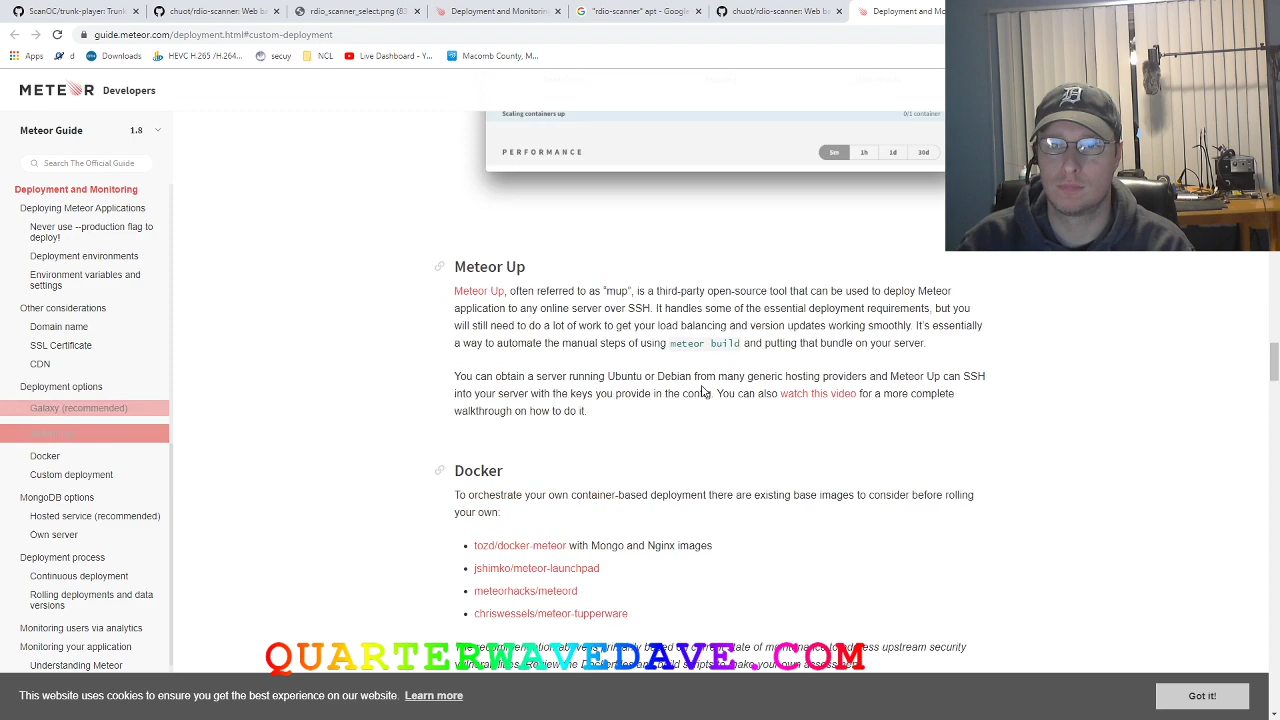 ScanOC/trunk-player: Trunk
chuot/rdio-scanner: Web ba
rdio_scanner_select.png (83
Deployment and Monitoring
"rdio-scanner" apt - Google
chuot/rdio-scanner: Web ba
Deployment and Mo
guide.meteor.com/deployment.html#custom-deployment
Apps
d
Downloads
HEVC H.265 /H.264...
secuy
NCL
Live Dashboard - Y...
Macomb County, M...
METEOR Developers
Meteor Guide 1.8
Search The Official Guide
Deployment and Monitoring
Deploying Meteor Applications
Never use --production flag to
deploy!
Deployment environments
Environment variables and
settings
Other considerations
Domain name
SSL Certificate
CDN
Deployment options
Galaxy (recommended)
Docker
Custom deployment
MongoDB options
Hosted service (recommended)
Own server
Deployment process
Continuous deployment
Rolling deployments and data
versions
Monitoring users via analytics
Monitoring your application
Understanding Meteor
Scaling containers up 0/1 container
PERFORMANCE 5m 1h 1d 30d
Meteor Up
Meteor Up, often referred to as "mup", is a third-party open-source tool that can be used to deploy Meteor
application to any online server over SSH. It handles some of the essential deployment requirements, but you
will still need to do a lot of work to get your load balancing and version updates working smoothly. It's essentially
a way to automate the manual steps of using meteor build and putting that bundle on your server.
You can obtain a server running Ubuntu or Debian from many generic hosting providers and Meteor Up can SSH
into your server with the keys you provide in the config. You can also watch this video for a more complete
walkthrough on how to do it.
Docker
To orchestrate your own container-based deployment there are existing base images to consider before rolling
your own:
tozd/docker-meteor with Mongo and Nginx images
jshimko/meteor-launchpad
meteorhacks/meteord
chriswessels/meteor-tupperware
QUARTERWAVEDAVE.COM
upstream security
This website uses cookies to ensure you get the best experience on our website. Learn more
Got it!